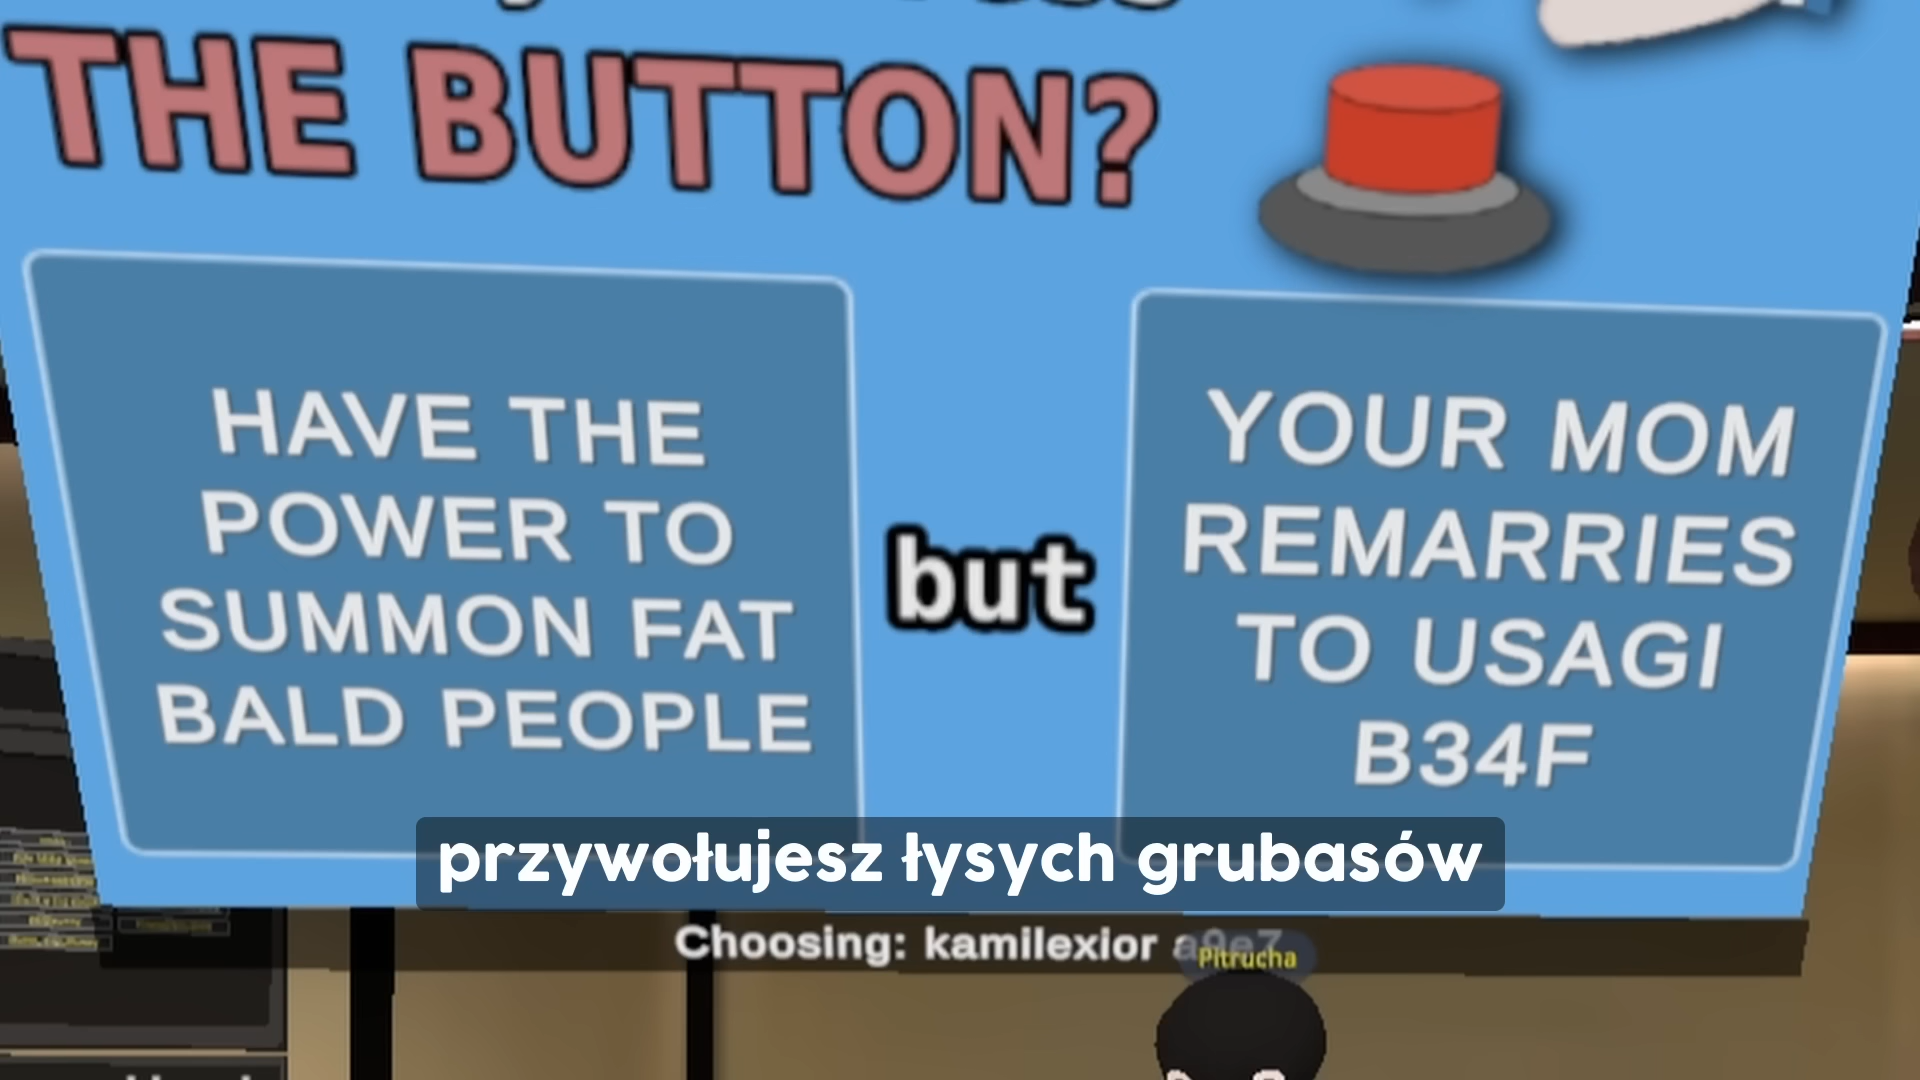 THE BUTTON?
HAVE THE
POWER TO
SUMMON FAT
BALD PEOPLE
but
YOUR MOM
REMARRIES
TO USAGI
B34F
przywołujesz łysych grubasów
Choosing: kamilexior a9e7
Pitrucha